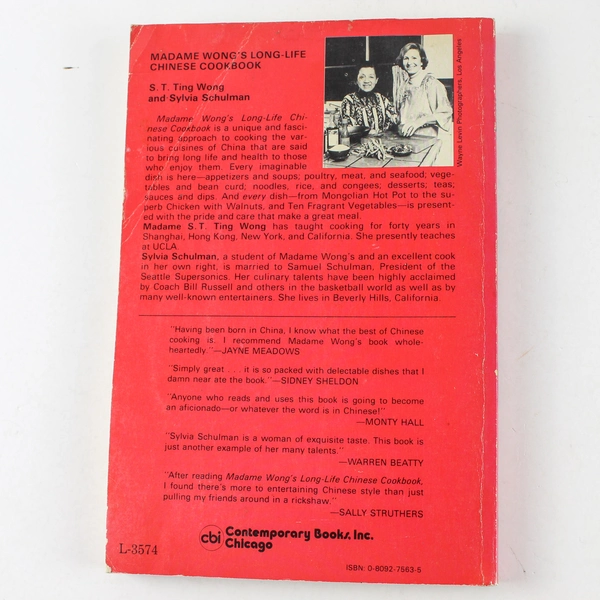 MADAME WONG'S LONG-LIFE
CHINESE COOKBOOK
S. T. Ting Wong
and Sylvia Schulman
Wayne Levin Photographers, Los Angeles
Madame Wong's Long-Life Chi-
nese Cookbook is a unique and fasci-
nating approach to cooking the var-
ious cuisines of China that are said
to bring long life and health to those
who enjoy them. Every imaginable
dish is here—appetizers and soups; poultry, meat, and seafood; vege-
tables and bean curd; noodles, rice, and congees; desserts; teas;
sauces and dips. And every dish—from Mongolian Hot Pot to the su-
perb Chicken with Walnuts, and Ten Fragrant Vegetables—is present-
ed with the pride and care that make a great meal.
Madame S. T. Ting Wong has taught cooking for forty years in
Shanghai, Hong Kong, New York, and California. She presently teaches
at UCLA.
Sylvia Schulman, a student of Madame Wong's and an excellent cook
in her own right, is married to Samuel Schulman, President of the
Seattle Supersonics. Her culinary talents have been highly acclaimed
by Coach Bill Russell and others in the basketball world as well as by
many well-known entertainers. She lives in Beverly Hills, California.
"Having been born in China, I know what the best of Chinese
cooking is. I recommend Madame Wong's book whole-
heartedly."—JAYNE MEADOWS
"Simply great . . . it is so packed with delectable dishes that I
damn near ate the book."—SIDNEY SHELDON
"Anyone who reads and uses this book is going to become
an aficionado—or whatever the word is in Chinese!"
—MONTY HALL
"Sylvia Schulman is a woman of exquisite taste. This book is
just another example of her many talents."
—WARREN BEATTY
"After reading Madame Wong's Long-Life Chinese Cookbook,
I found there's more to entertaining Chinese style than just
pulling my friends around in a rickshaw."
—SALLY STRUTHERS
cbi Contemporary Books, Inc.
Chicago
L-3574
ISBN: 0-8092-7663-5